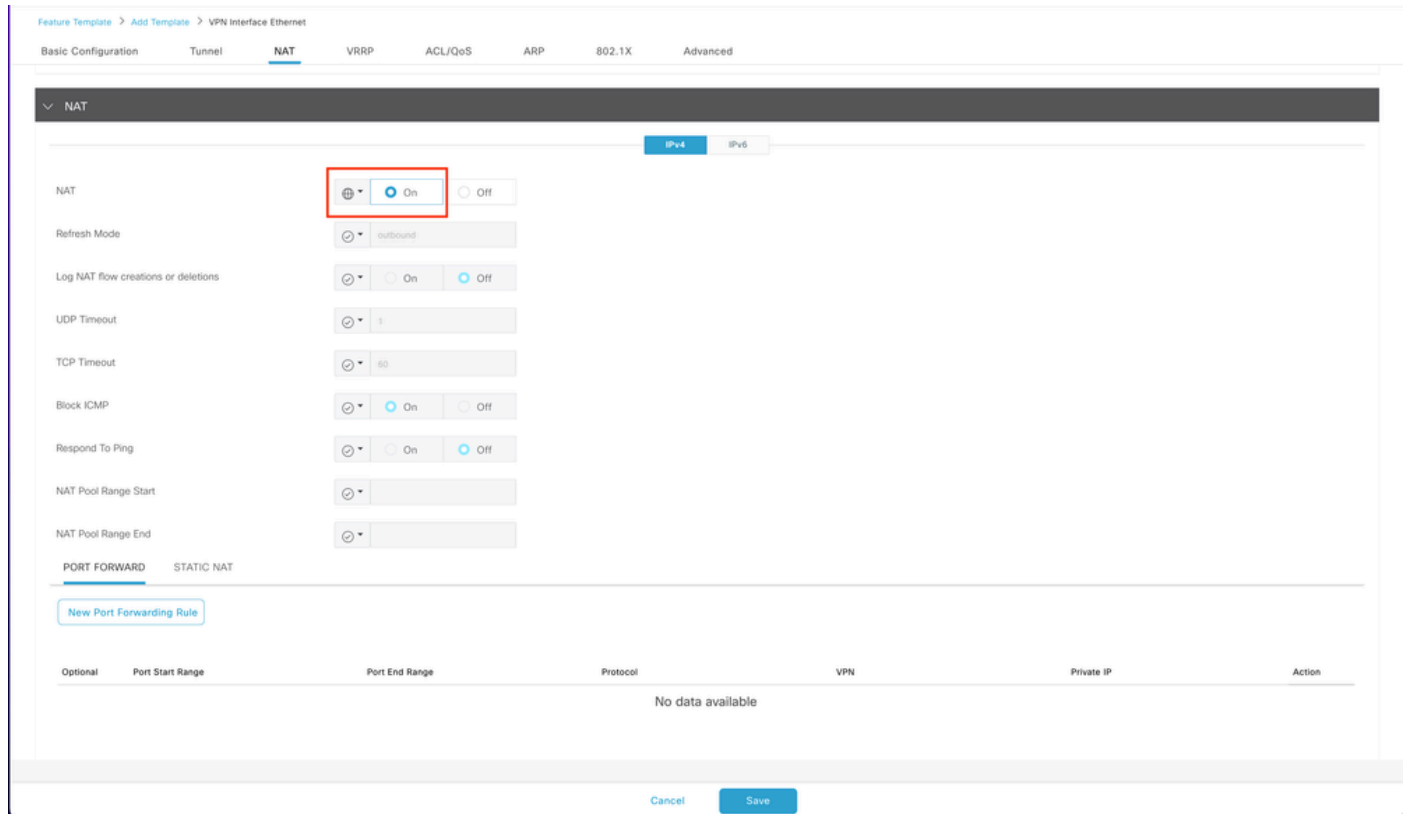 Feature Template > Add Template > VPN Interface Ethernet
Basic Configuration Tunnel NAT VRRP ACL/QoS ARP 802.1X Advanced
NAT
IPv4 IPv6
NAT On Off
Refresh Mode outbound
Log NAT flow creations or deletions On Off
UDP Timeout 1
TCP Timeout 60
Block ICMP On Off
Respond To Ping On Off
NAT Pool Range Start
NAT Pool Range End
PORT FORWARD STATIC NAT
New Port Forwarding Rule
Optional Port Start Range Port End Range Protocol VPN Private IP Action
No data available
Cancel Save